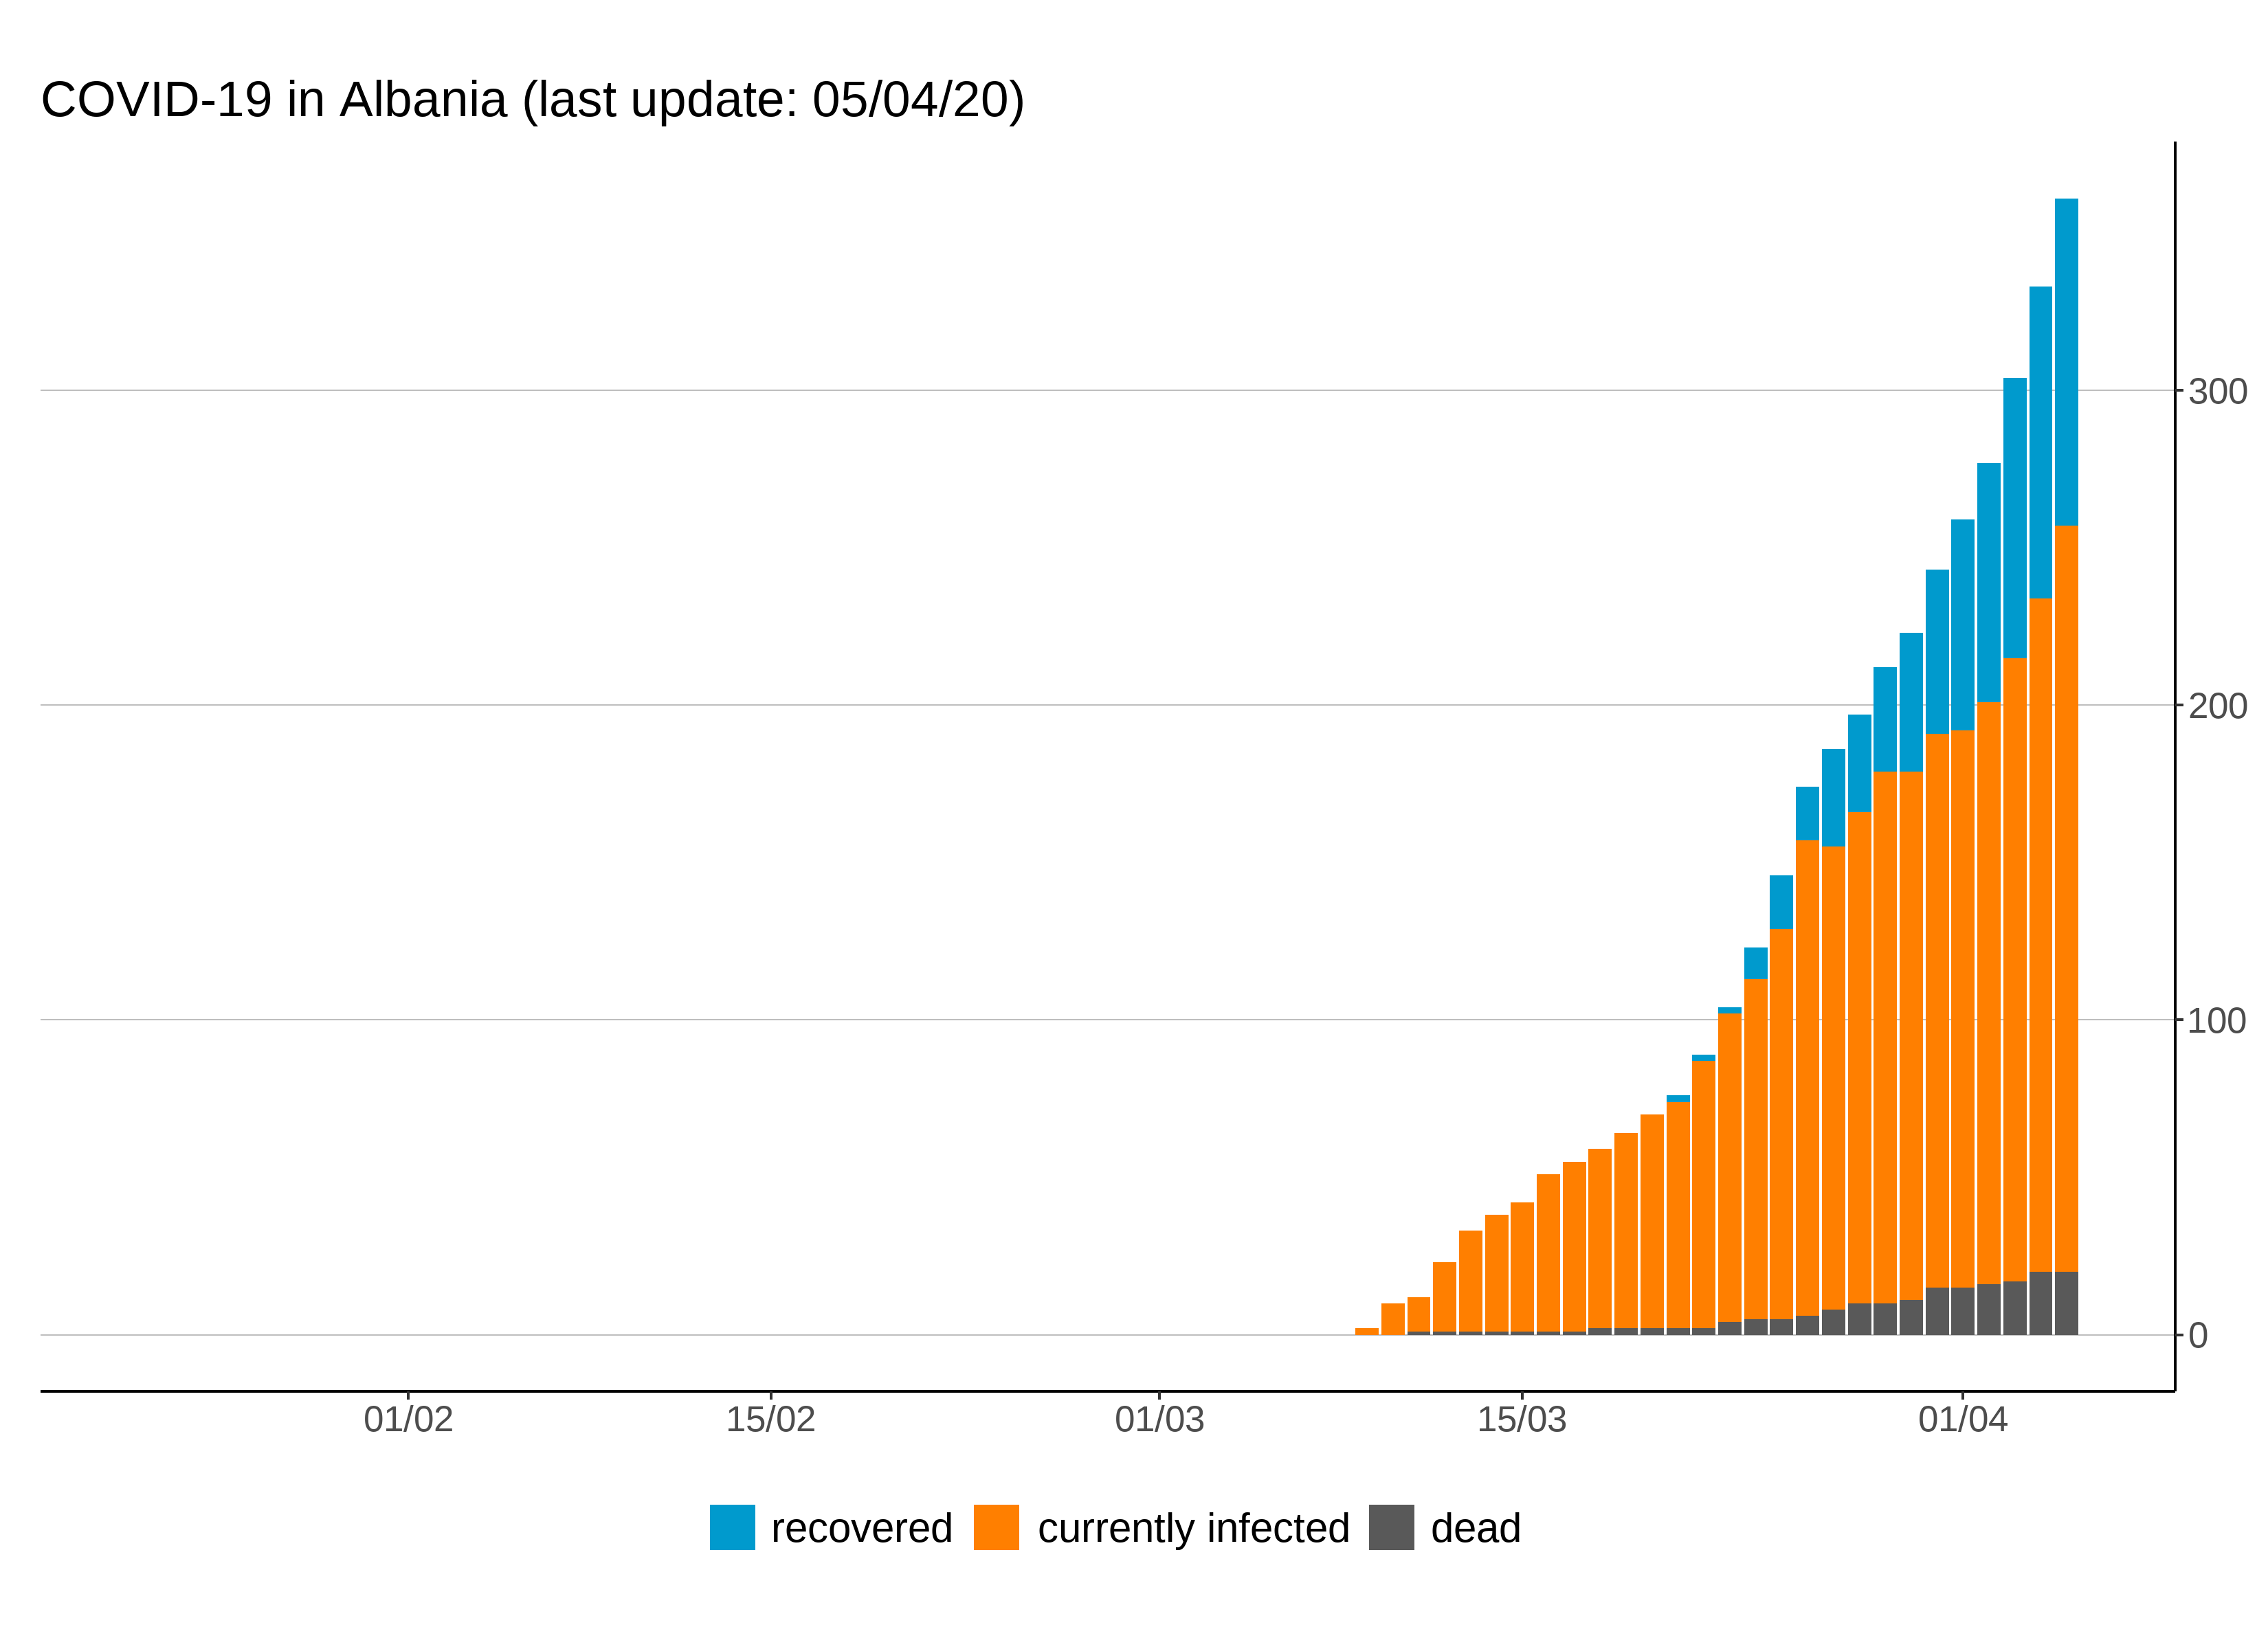 COVID-19 in Albania (last update: 05/04/20)
300
200
100
0
01/02 15/02 01/03 15/03 01/04
recovered currently infected dead